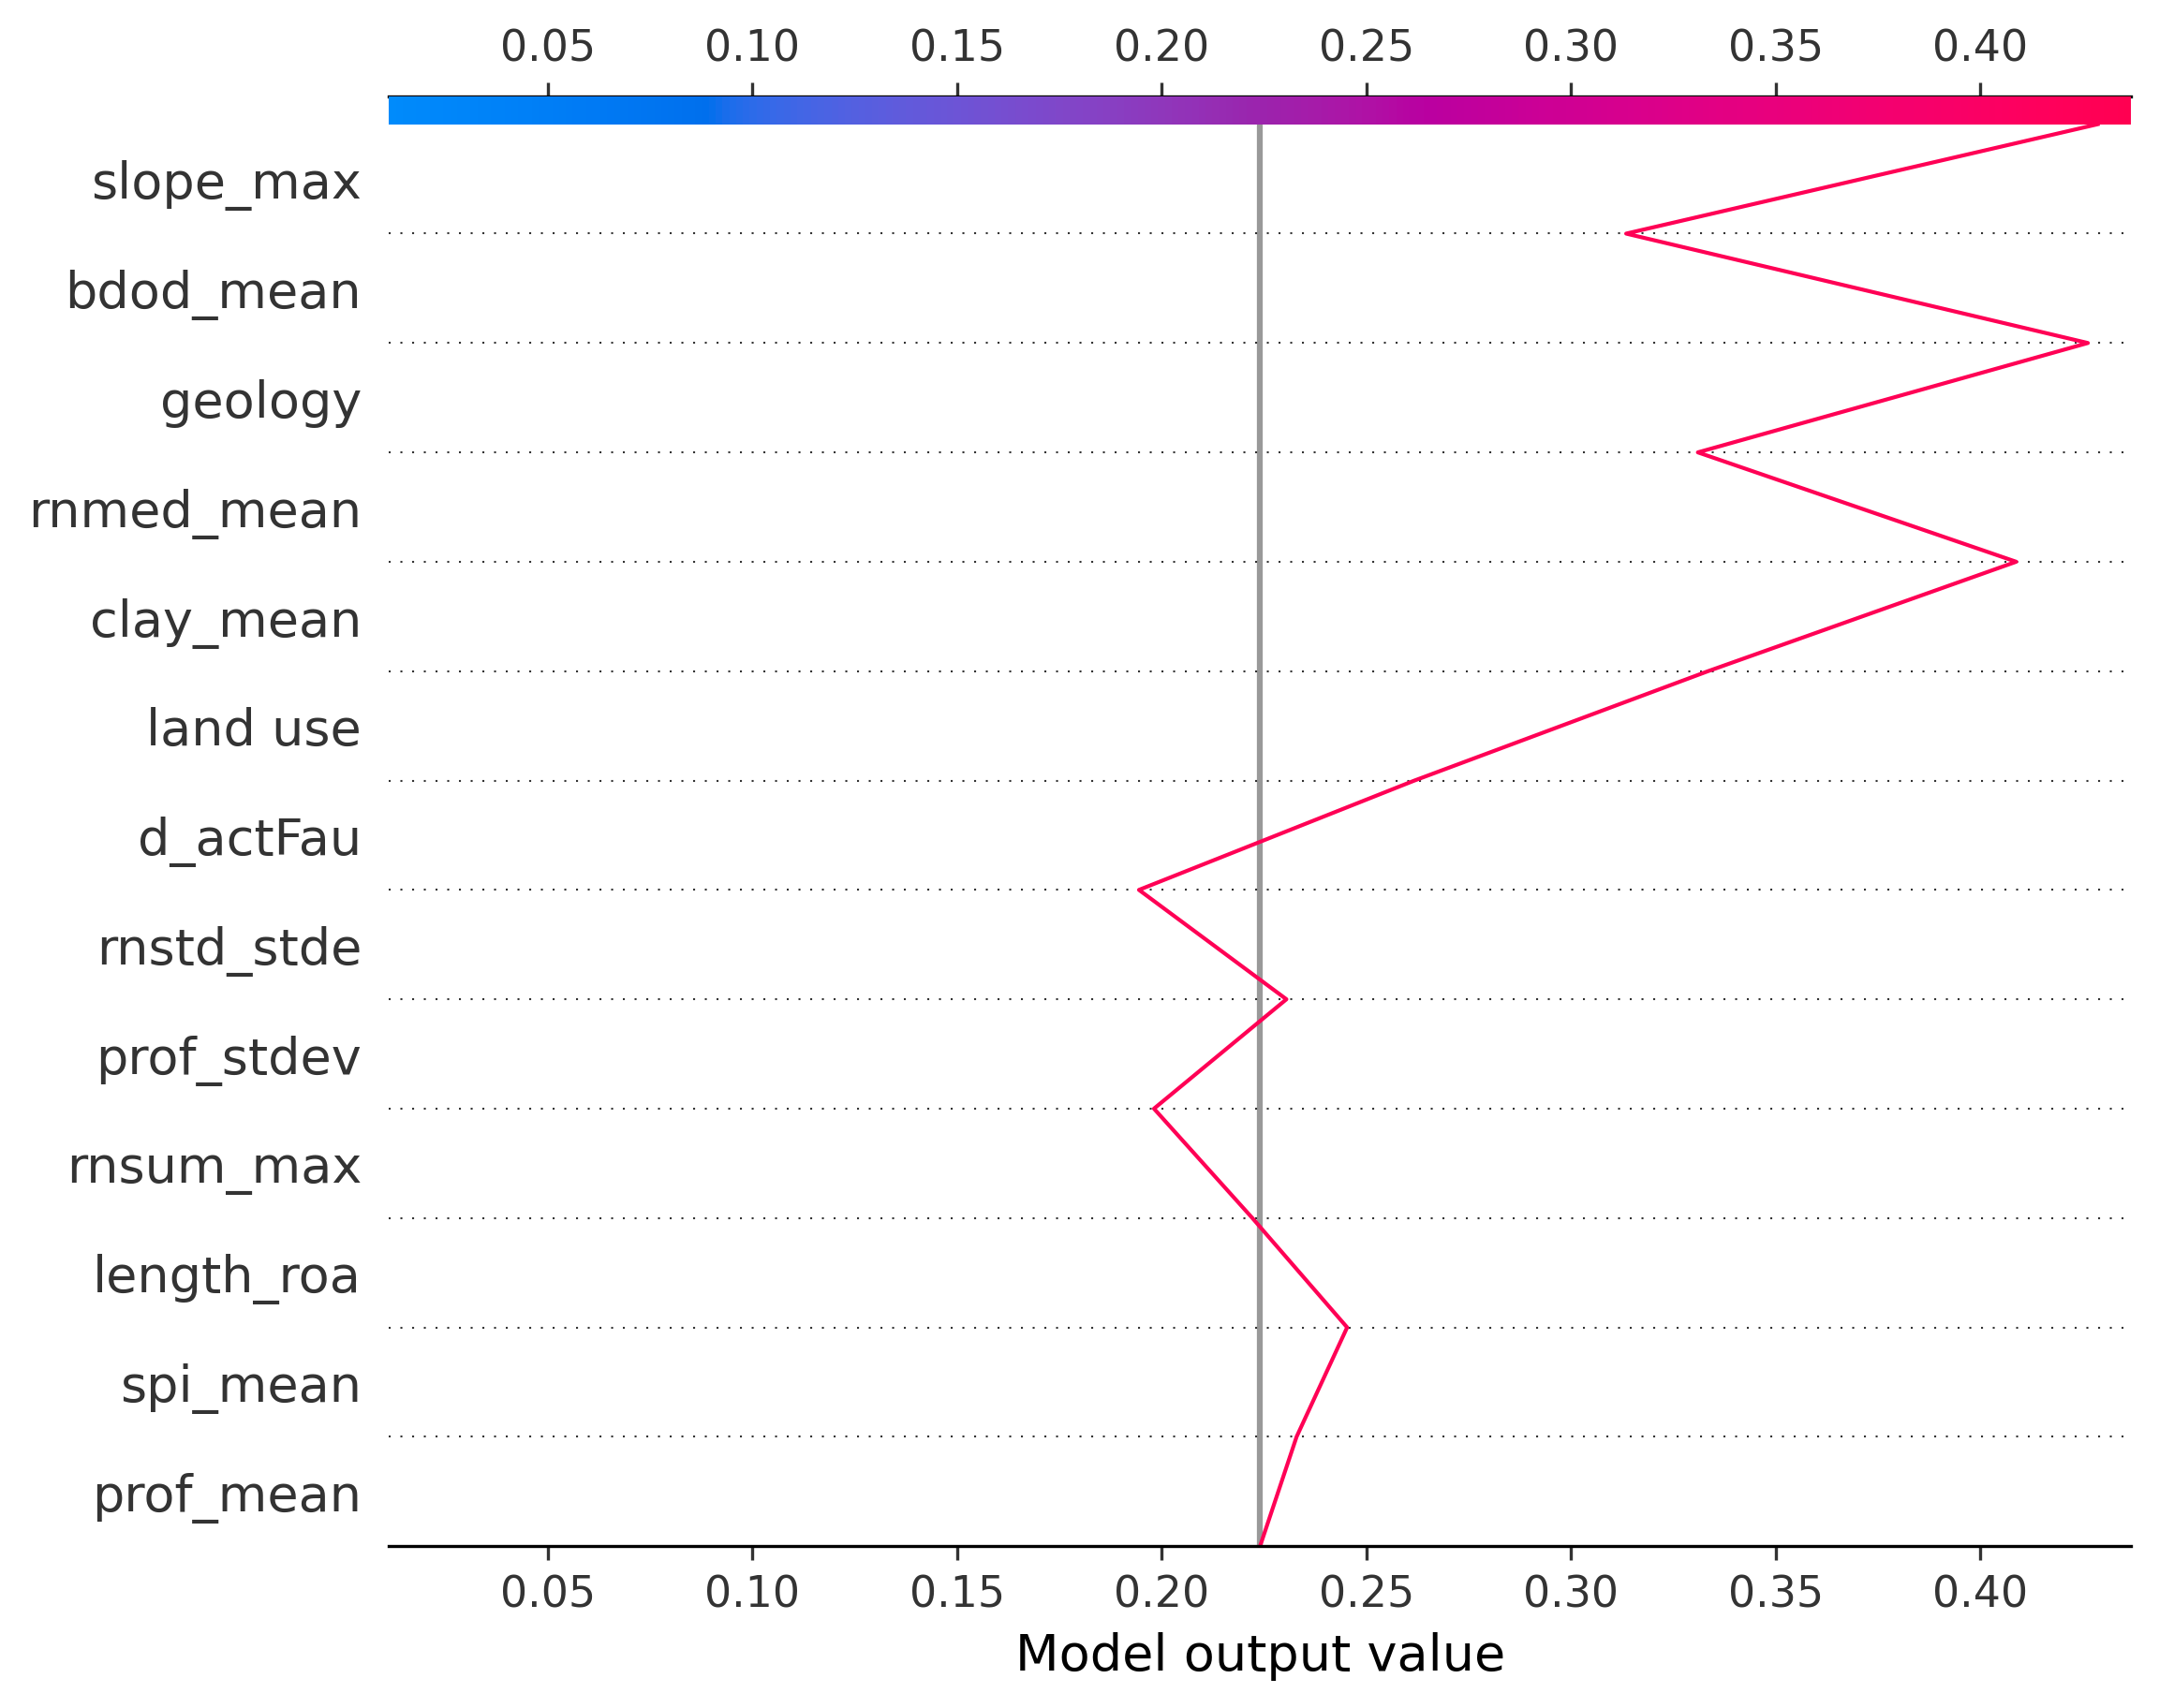 0.05 0.10 0.15 0.20 0.25 0.30 0.35 0.40
slope_max
bdod_mean
geology
rnmed_mean
clay_mean
land use
d_actFau
rnstd_stde
prof_stdev
rnsum_max
length_roa
spi_mean
prof_mean
0.05 0.10 0.15 0.20 0.25 0.30 0.35 0.40
Model output value